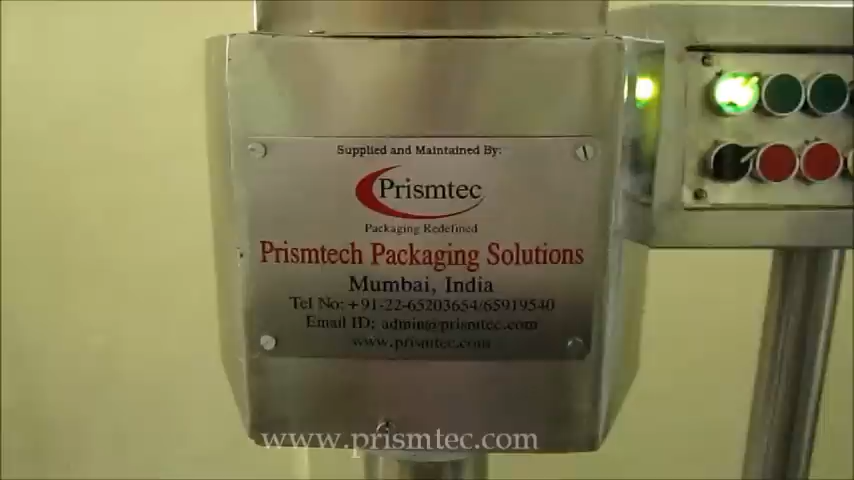 Supplied and Maintained By:
Prismtec
Packaging Redefined
Prismtech Packaging Solutions
Mumbai, India
Tel No: +91-22-65203654/65919540
Email ID: admin@prismtec.com
www.prismtec.com
www.prismtec.com